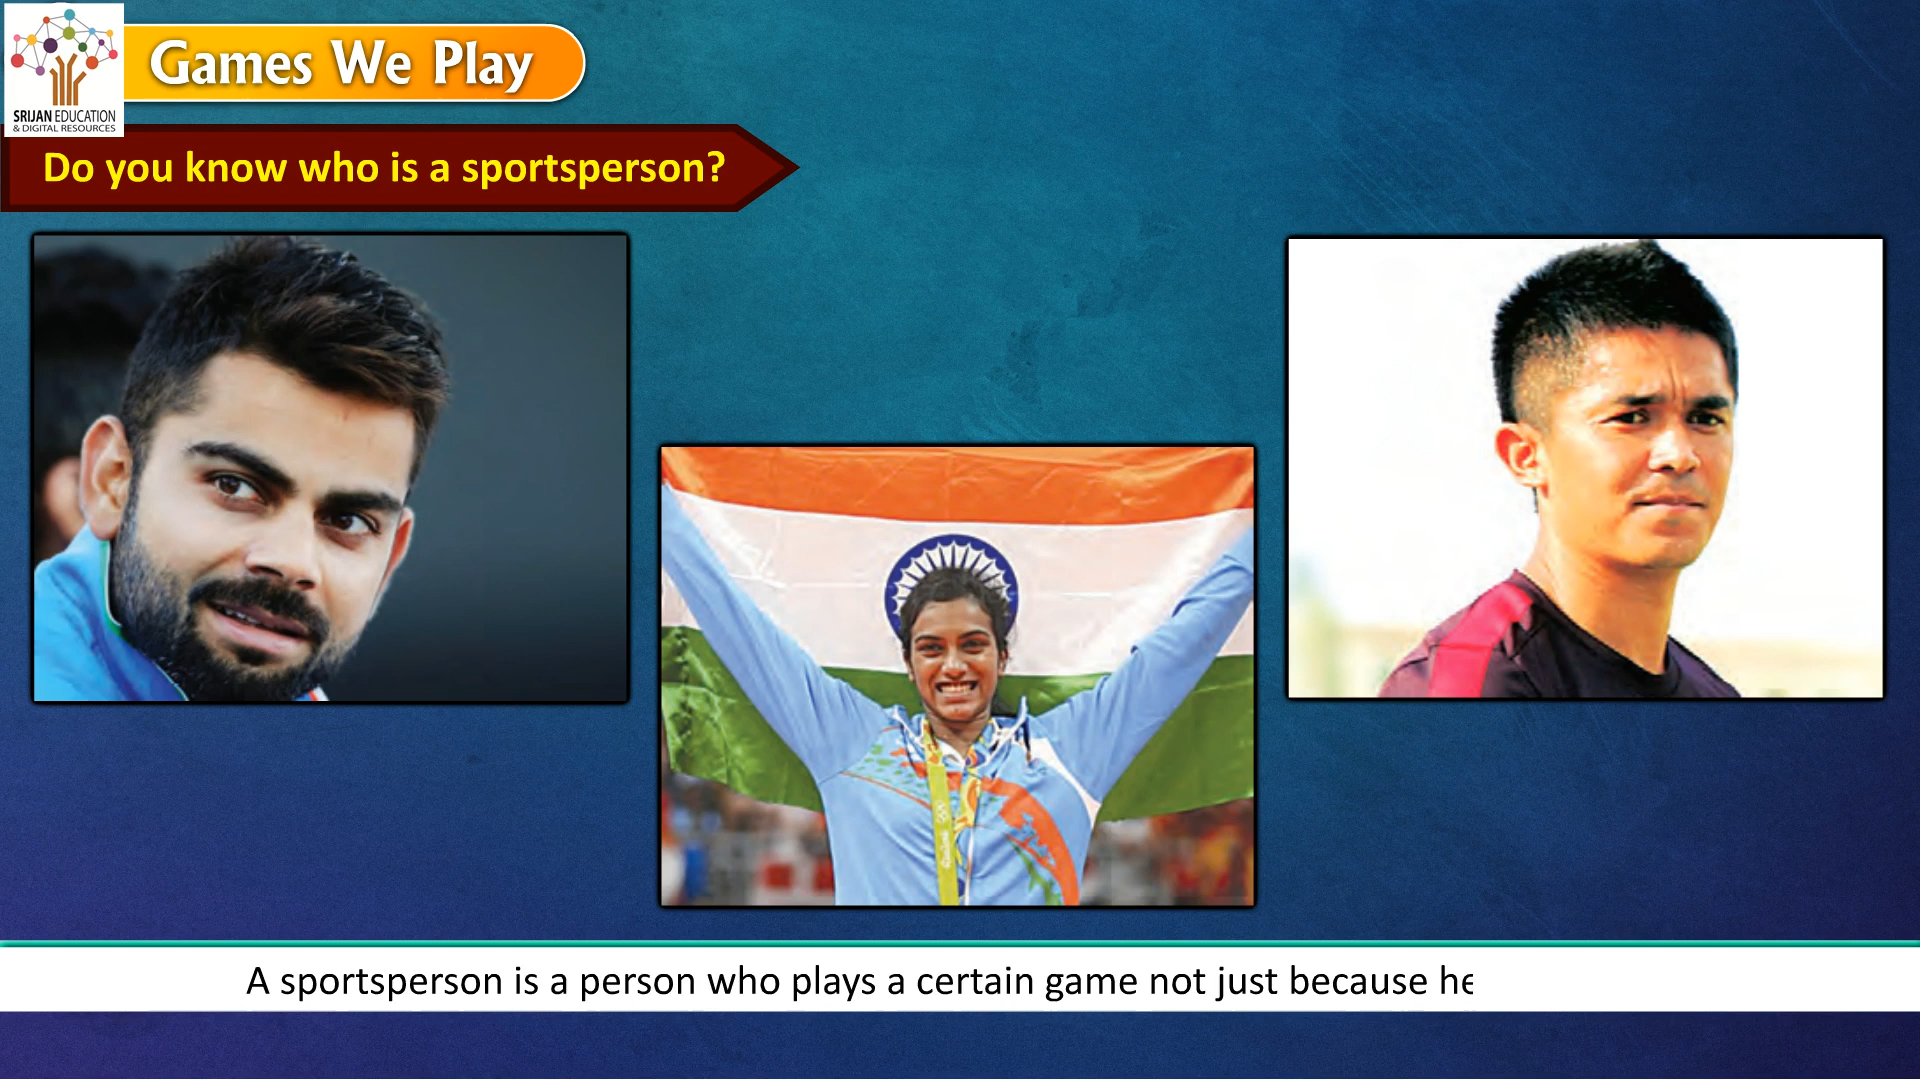 Games We Play
SRIJAN EDUCATION
& DIGITAL RESOURCES
Do you know who is a sportsperson?
A sportsperson is a person who plays a certain game not just because he